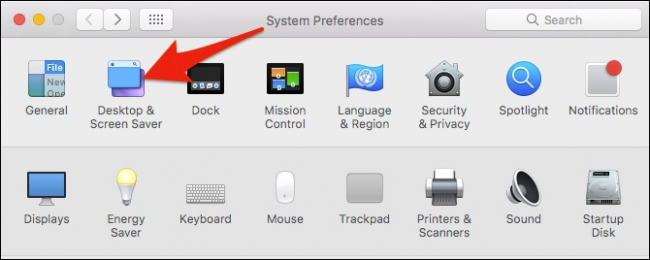 System Preferences
Search
File
New
Ope
General
Desktop &
Screen Saver
Dock
Mission
Control
Language
& Region
Security
& Privacy
Spotlight
Notifications
Displays
Energy
Saver
Keyboard
Mouse
Trackpad
Printers &
Scanners
Sound
Startup
Disk